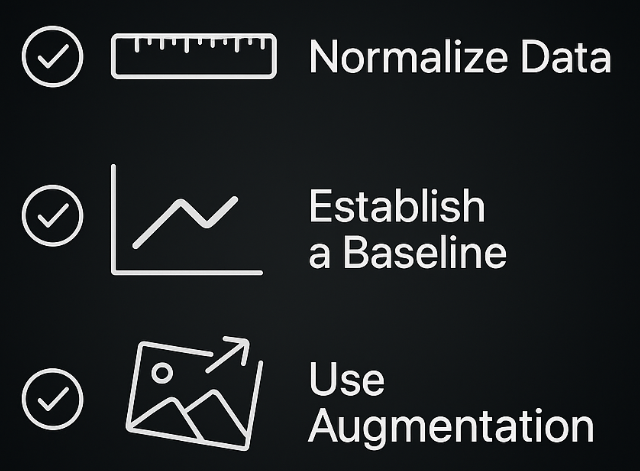 Normalize Data
Establish
a Baseline
Use
Augmentation